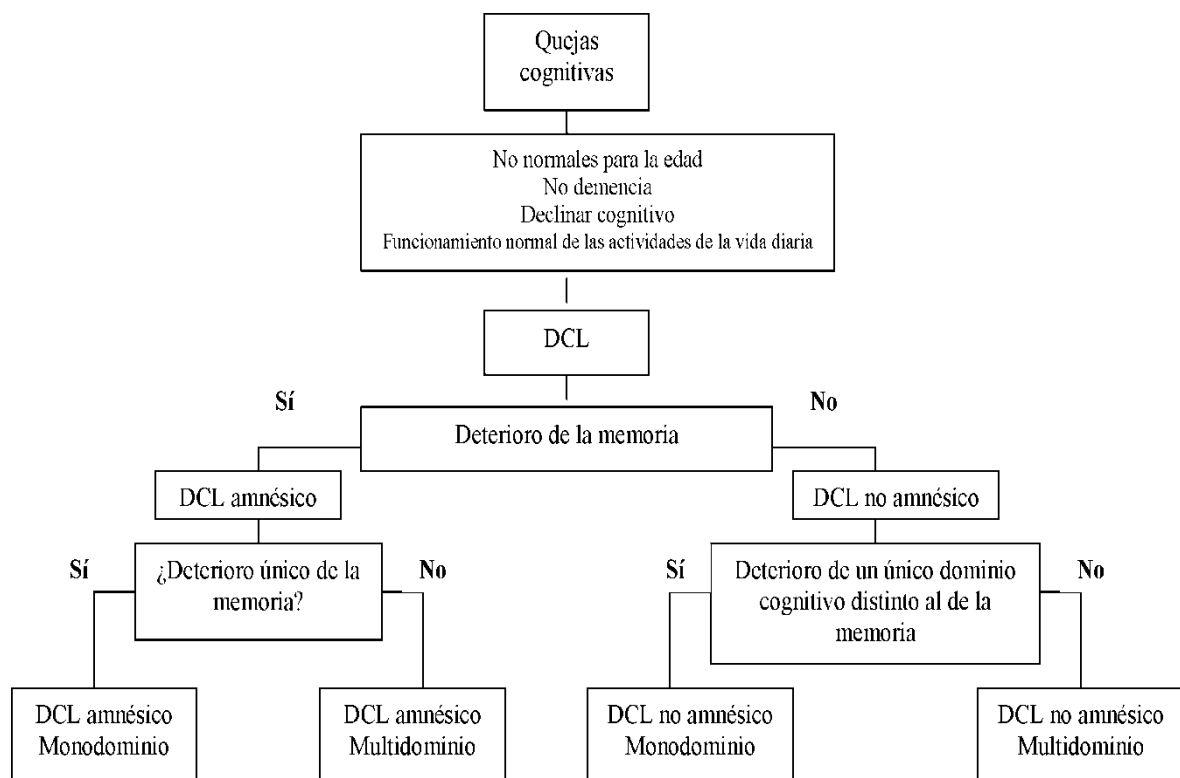 Quejas
cognitivas
No normales para la edad
No demencia
Declinar cognitivo
Funcionamiento normal de las actividades de la vida diaria
DCL
Sí
No
Deterioro de la memoria
DCL amnésico
DCL no amnésico
Sí
¿Deterioro único de la
memoria?
No
Sí
Deterioro de un único dominio
cognitivo distinto al de la
memoria
No
DCL amnésico
Monodominio
DCL amnésico
Multidomínio
DCL no amnésico
Monodominio
DCL no amnésico
Multidomínio